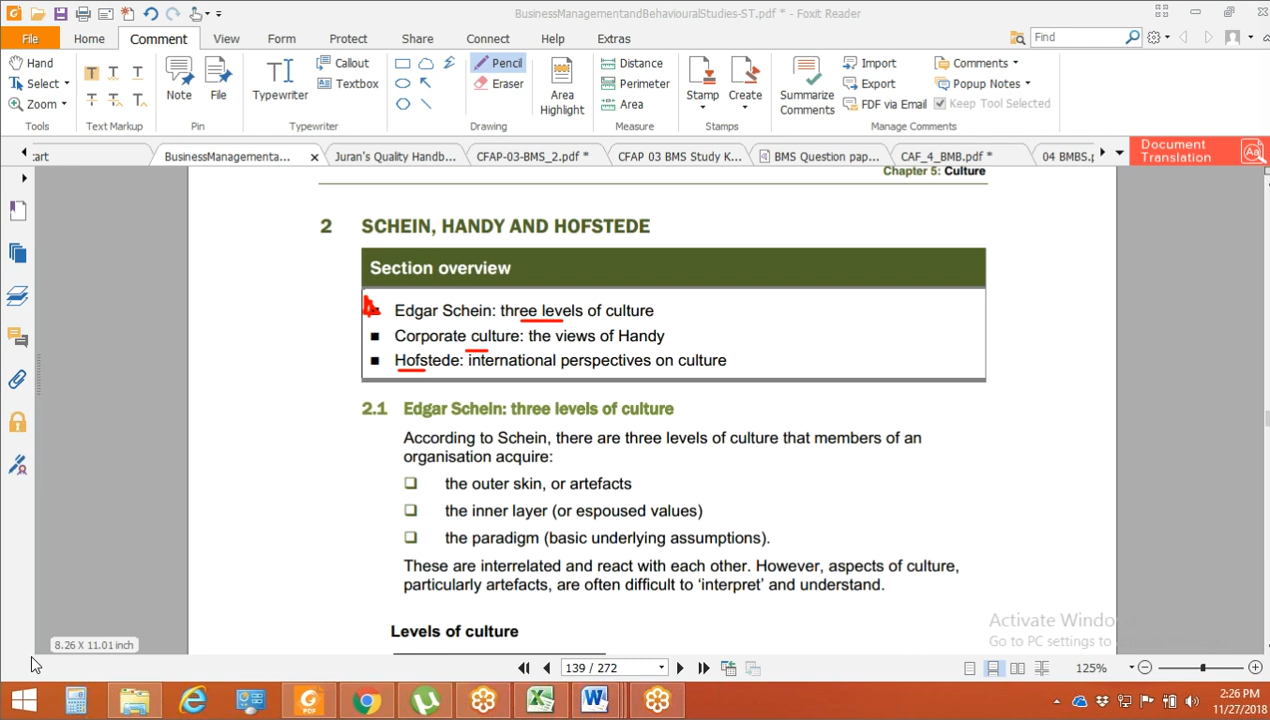 BusinessManagementandBehaviouralStudies-ST.pdf * - Foxit Reader
File Home Comment View Form Protect Share Connect Help Extras Find
Hand
Select
Zoom
Tools
Text Markup
Note File
Pin
Typewriter
Callout
Textbox
Typewriter
Pencil
Eraser
Area Highlight
Drawing
Distance
Perimeter
Area
Measure
Stamp Create
Stamps
Summarize Comments
Import
Export
FDF via Email
Comments
Popup Notes
Keep Tool Selected
Manage Comments
tart BusinessManagementa... Juran's Quality Handb... CFAP-03-BMS_2.pdf * CFAP 03 BMS Study K... BMS Question pap... CAF_4_BMB.pdf * 04 BMBS.p
Document
Translation
Chapter 5: Culture
2 SCHEIN, HANDY AND HOFSTEDE
Section overview
Edgar Schein: three levels of culture
■ Corporate culture: the views of Handy
■ Hofstede: international perspectives on culture
2.1 Edgar Schein: three levels of culture
According to Schein, there are three levels of culture that members of an
organisation acquire:
❑ the outer skin, or artefacts
❑ the inner layer (or espoused values)
❑ the paradigm (basic underlying assumptions).
These are interrelated and react with each other. However, aspects of culture,
particularly artefacts, are often difficult to ‘interpret’ and understand.
Levels of culture
Activate Windo
Go to PC settings to
8.26 X 11.01 inch
139 / 272
125%
2:26 PM
11/27/2018